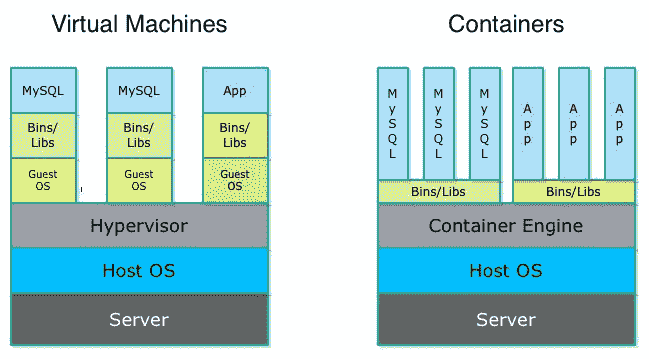 Virtual Machines
MySQL MySQL App
Bins/ Bins/ Bins/
Libs Libs Libs
Guest Guest Guest
OS OS OS
Hypervisor
Host OS
Server
Containers
MySQL MySQL MySQL App App App
Bins/Libs Bins/Libs
Container Engine
Host OS
Server